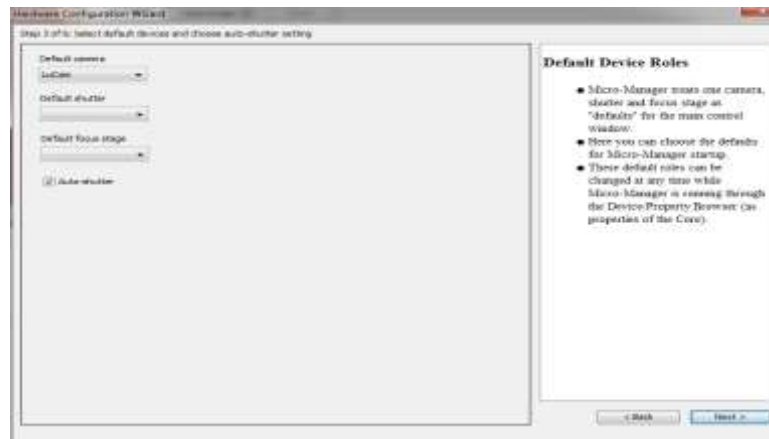 Hardware Configuration Wizard
Step 3 of 6: Select default devices and choose auto-shutter setting
Default camera
LuCam
Default shutter
Default focus stage
Auto-shutter
Default Device Roles
Micro-Manager treats one camera,
shutter and focus stage as
"defaults" for the main control
window.
Here you can choose the defaults
for Micro-Manager startup.
These default roles can be
changed at any time while
Micro-Manager is running through
the Device/Property Browser (as
properties of the Core).
< Back
Next >